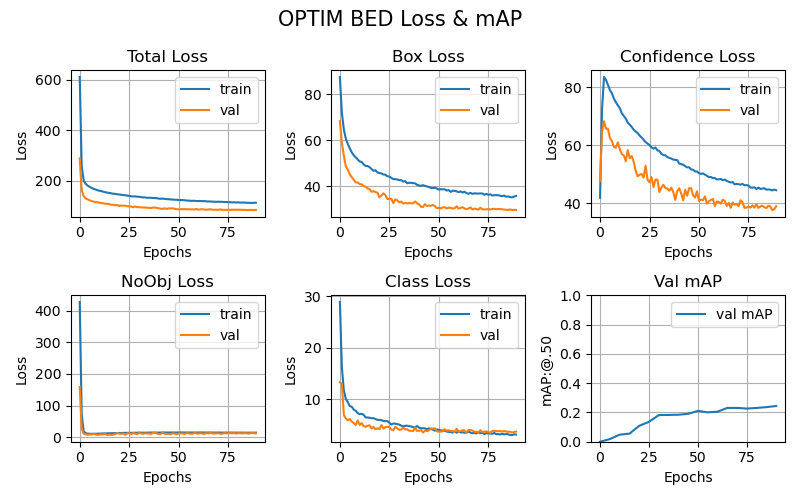 OPTIM BED Loss & mAP
Total Loss
Loss
600
400
200
0
50
Epochs
train
val
Box Loss
Loss
80
60
40
0
25
50
75
Epochs
train
val
Confidence Loss
Loss
80
60
40
0
25
50
75
Epochs
train
val
NoObj Loss
Loss
400
300
200
100
0
0
25
50
75
Epochs
train
val
Class Loss
Loss
30
20
10
0
25
50
75
Epochs
train
val
Val mAP
mAP:@.50
1.0
0.8
0.6
0.4
0.2
0.0
0
25
50
75
Epochs
val mAP